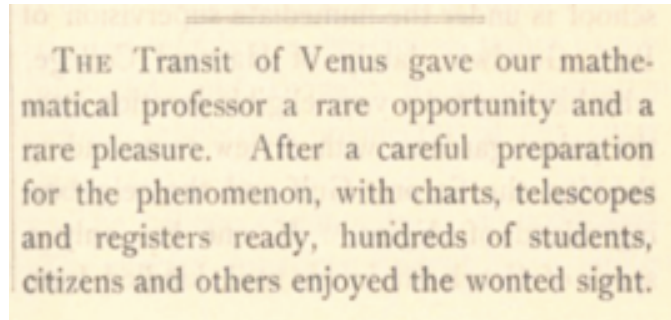 THE Transit of Venus gave our mathe-
matical professor a rare opportunity and a
rare pleasure. After a careful preparation
for the phenomenon, with charts, telescopes
and registers ready, hundreds of students,
citizens and others enjoyed the wonted sight.